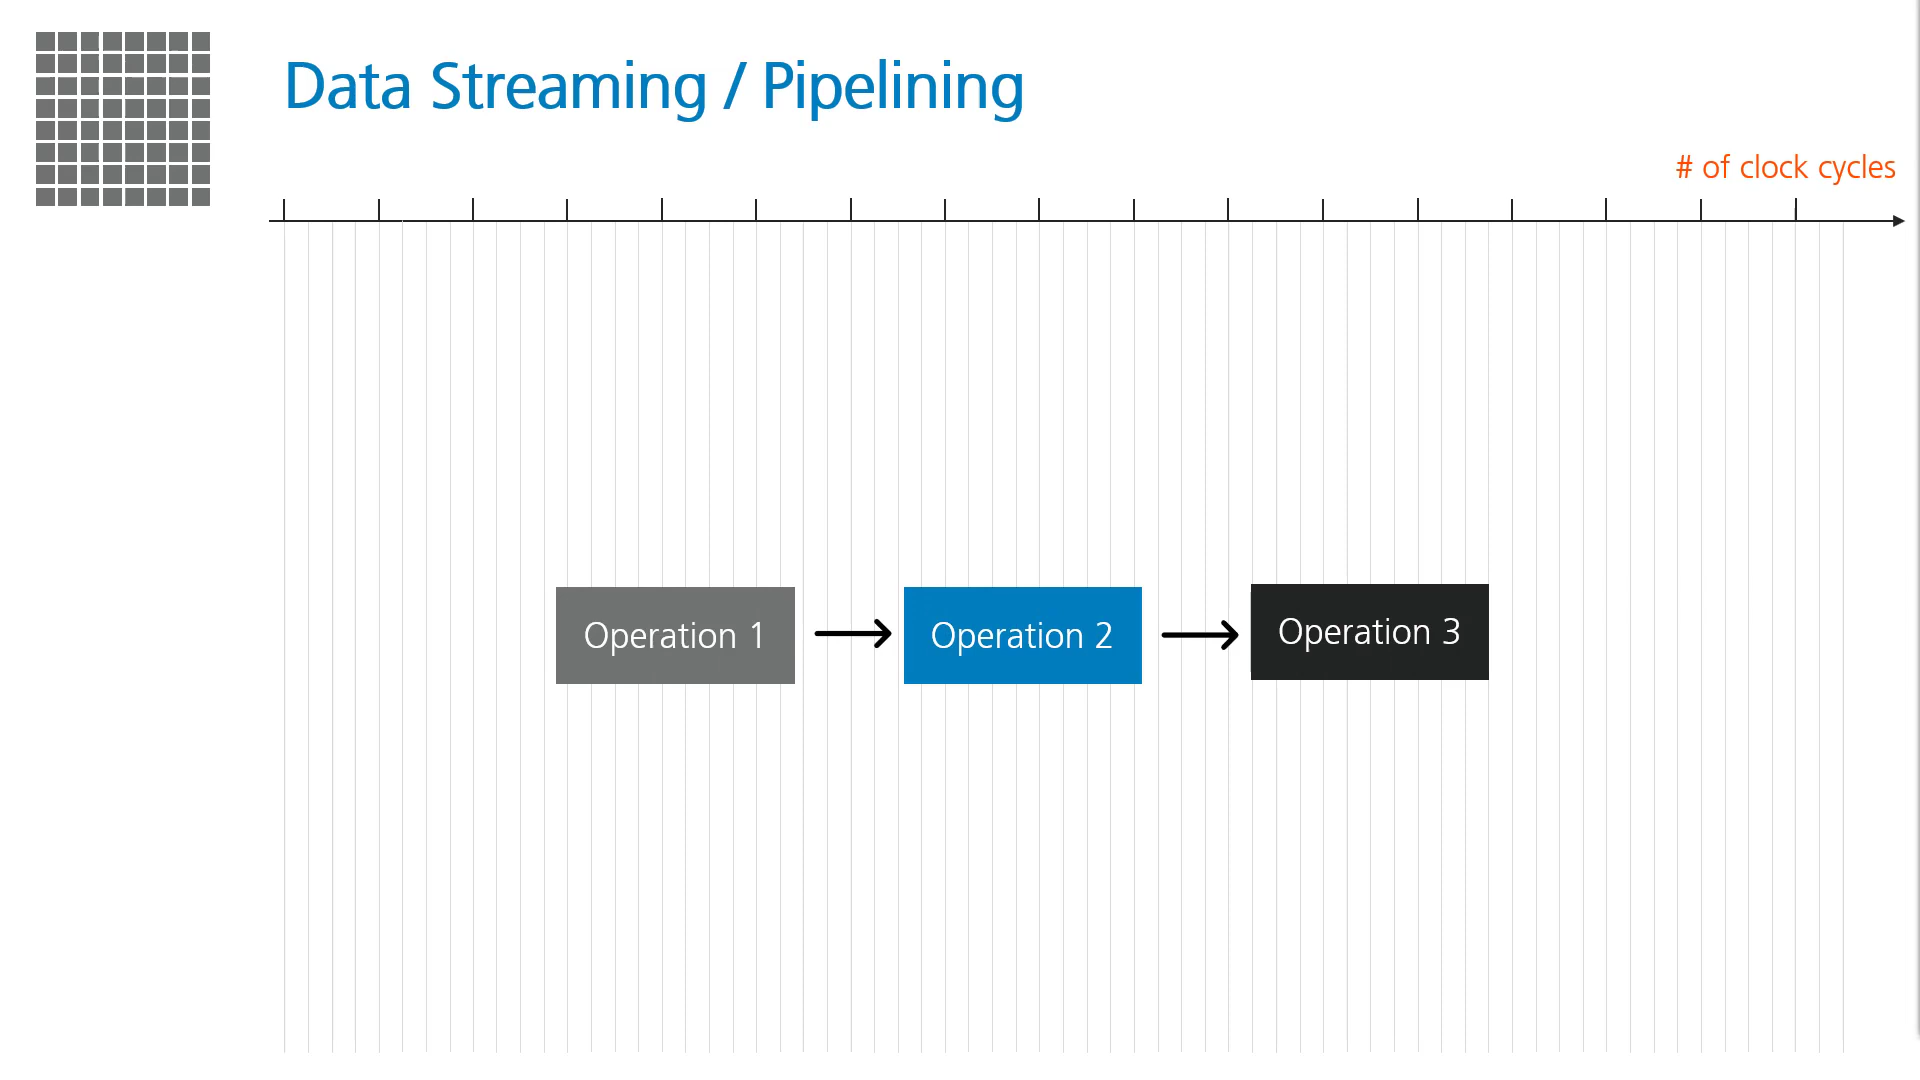 Data Streaming / Pipelining
# of clock cycles
Operation 1
Operation 2
Operation 3